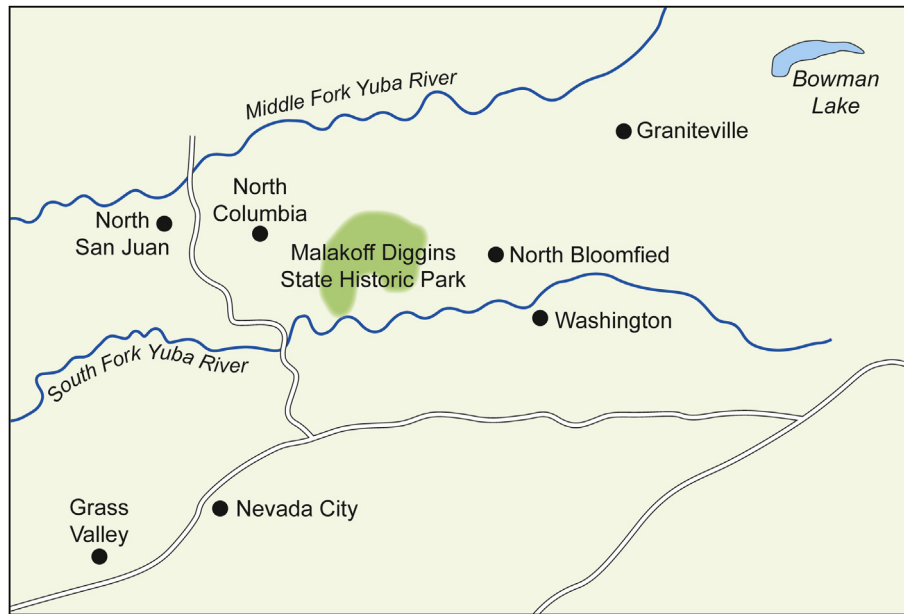 Middle Fork Yuba River
Bowman
Lake
Graniteville
North
Columbia
North
San Juan
Malakoff Diggins
State Historic Park
North Bloomfied
Washington
South Fork Yuba River
Grass
Valley
Nevada City